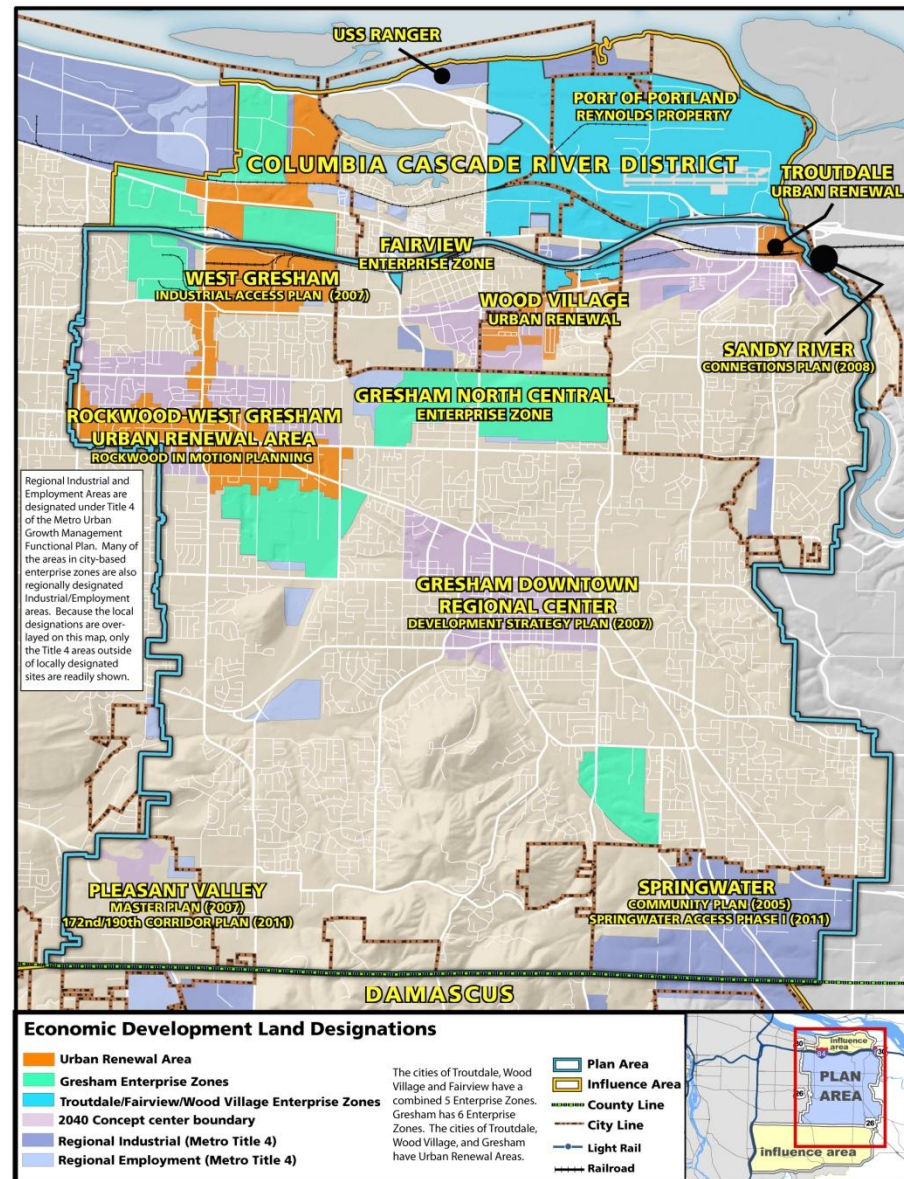 USS RANGER
PORT OF PORTLAND
REYNOLDS PROPERTY
COLUMBIA CASCADE RIVER DISTRICT
TROUTDALE
URBAN RENEWAL
FAIRVIEW
ENTERPRISE ZONE
WEST GRESHAM
INDUSTRIAL ACCESS PLAN (2007)
WOOD VILLAGE
URBAN RENEWAL
SANDY RIVER
CONNECTIONS PLAN (2008)
GRESHAM NORTH CENTRAL
ENTERPRISE ZONE
ROCKWOOD-WEST GRESHAM
URBAN RENEWAL AREA
ROCKWOOD IN MOTION PLANNING
Regional Industrial and
Employment Areas are
designated under Title 4
of the Metro Urban
Growth Management
Functional Plan. Many of
the areas in city-based
enterprise zones are also
regionally designated
Industrial/Employment
areas. Because the local
designations are over-
layed on this map, only
the Title 4 areas outside
of locally designated
sites are readily shown.
GRESHAM DOWNTOWN
REGIONAL CENTER
DEVELOPMENT STRATEGY PLAN (2007)
PLEASANT VALLEY
MASTER PLAN (2007)
172nd/190th CORRIDOR PLAN (2011)
SPRINGWATER
COMMUNITY PLAN (2005)
SPRINGWATER ACCESS PHASE I (2011)
DAMASCUS
Economic Development Land Designations
Urban Renewal Area
Gresham Enterprise Zones
Troutdale/Fairview/Wood Village Enterprise Zones
2040 Concept center boundary
Regional Industrial (Metro Title 4)
Regional Employment (Metro Title 4)
The cities of Troutdale, Wood
Village and Fairview have a
combined 5 Enterprise Zones.
Gresham has 6 Enterprise
Zones. The cities of Troutdale,
Wood Village, and Gresham
have Urban Renewal Areas.
Plan Area
Influence Area
County Line
City Line
Light Rail
Railroad
influence
area
30
84
30
PLAN
AREA
26
26
influence area